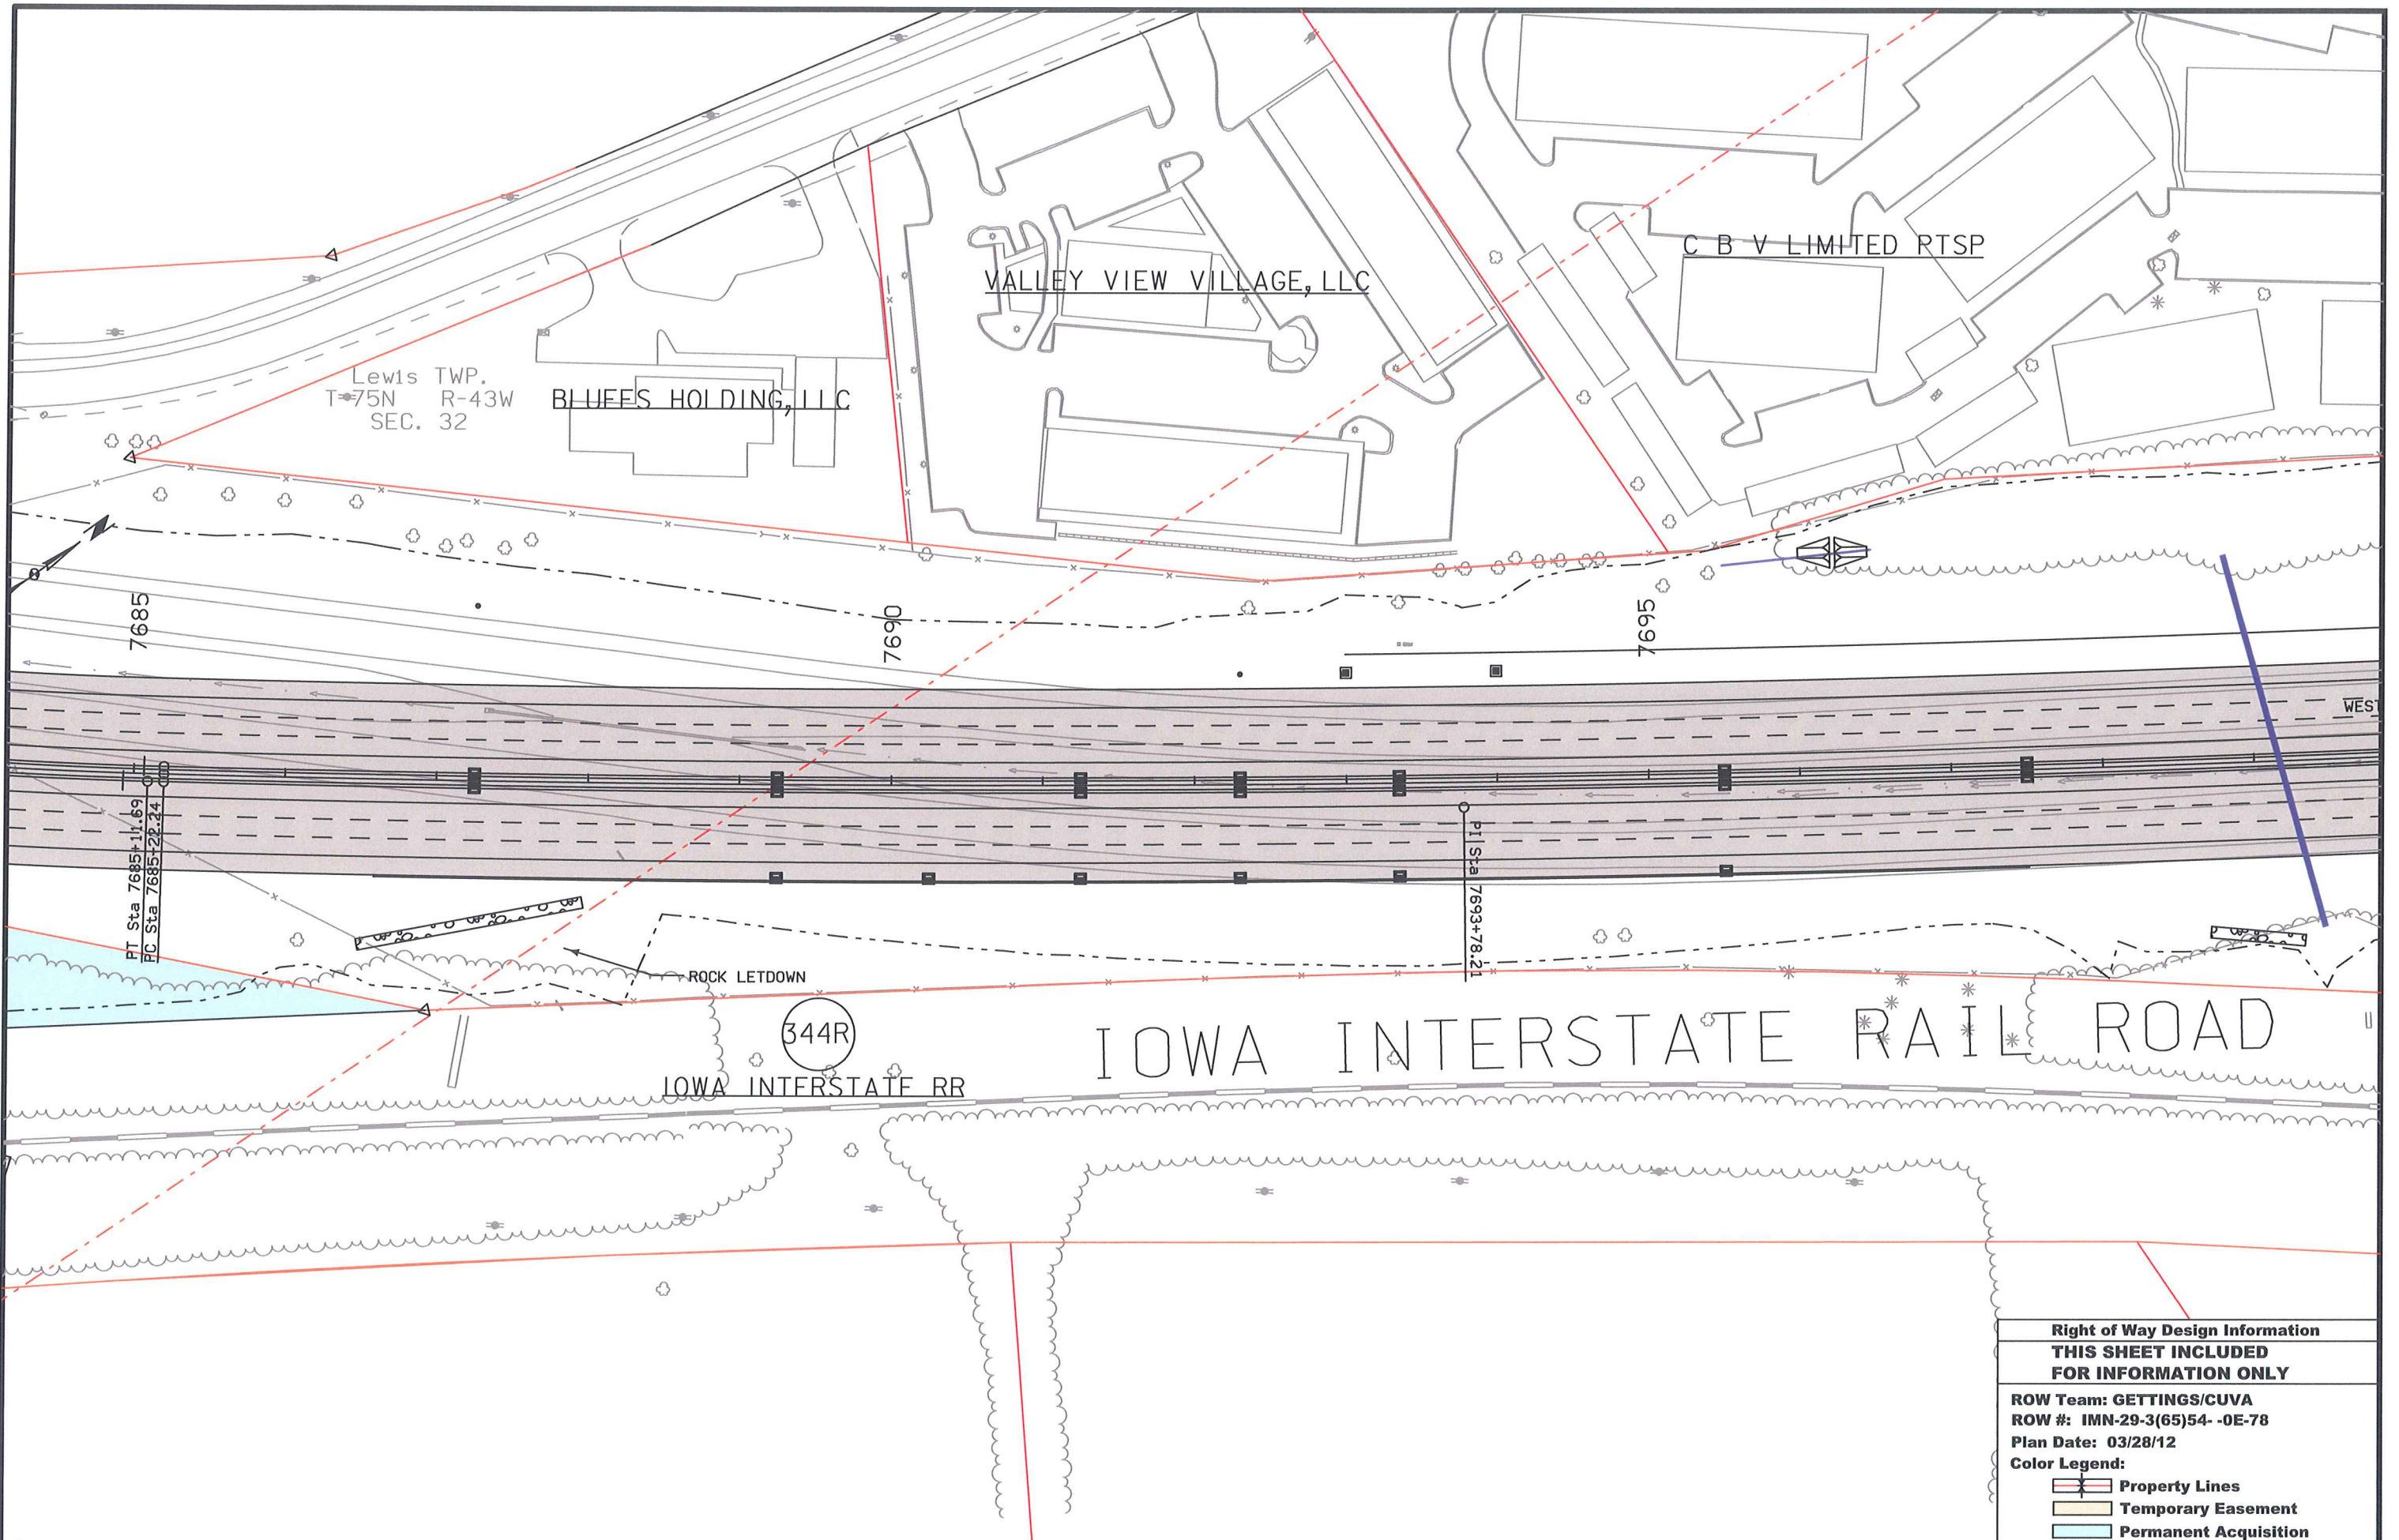 C B V LIMITED PTSP
VALLEY VIEW VILLAGE, LLC
Lewis TWP.
T-75N R-43W
SEC. 32
BLUFFS HOLDING, LLC
7685
7690
7695
WEST
PT Sta 7685+11.69
PC Sta 7685+22.24
PI Sta 7693+78.21
ROCK LETDOWN
344R
IOWA INTERSTATE RAIL ROAD
IOWA INTERSTATE RR
Right of Way Design Information
THIS SHEET INCLUDED
FOR INFORMATION ONLY
ROW Team: GETTINGS/CUVA
ROW #: IMN-29-3(65)54- -0E-78
Plan Date: 03/28/12
Color Legend:
Property Lines
Temporary Easement
Permanent Acquisition